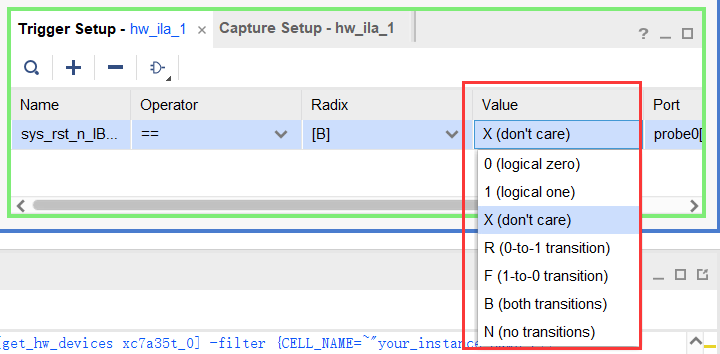 Trigger Setup - hw_ila_1 × Capture Setup - hw_ila_1
?
Name Operator Radix Value Port
sys_rst_n_IB... == [B] X (don't care) probe0[
0 (logical zero)
1 (logical one)
X (don't care)
R (0-to-1 transition)
F (1-to-0 transition)
B (both transitions)
N (no transitions)
[get_hw_devices xc7a35t_0] -filter {CELL_NAME=~"your_instance